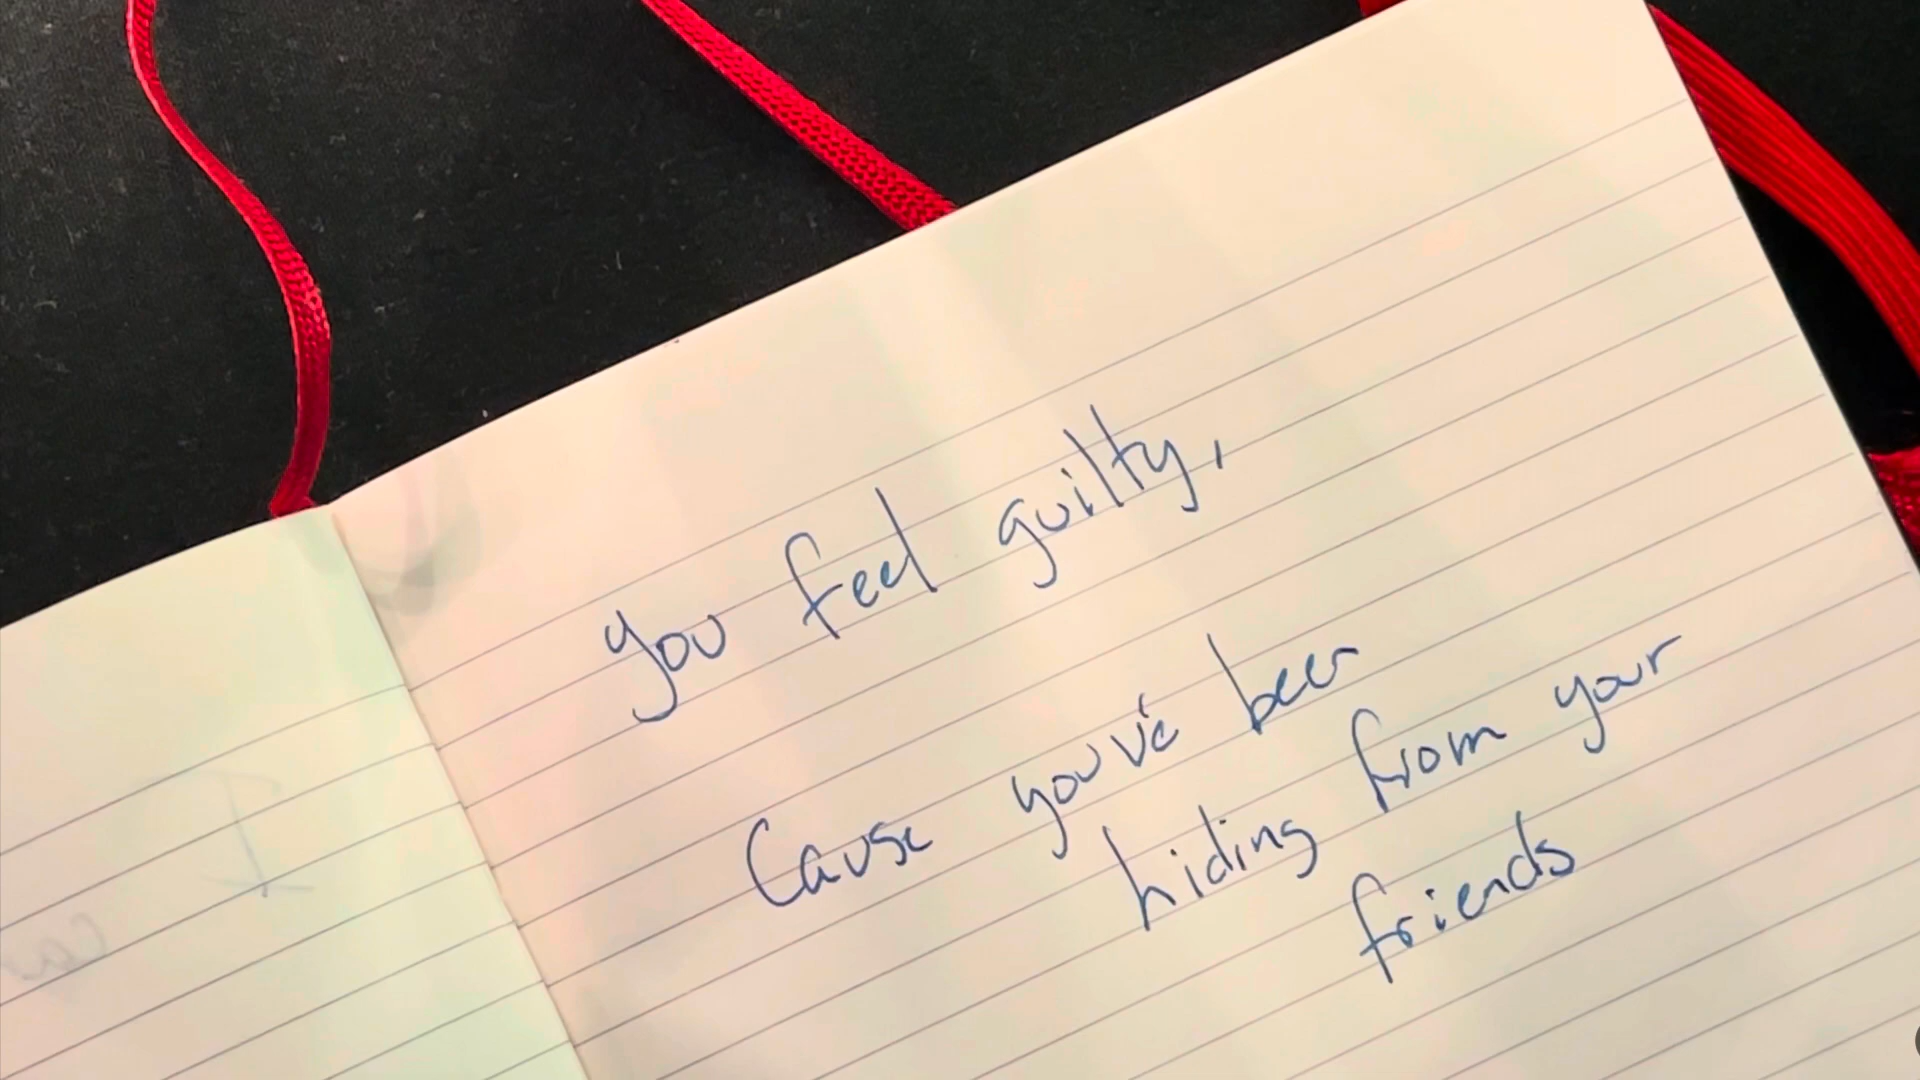 you feel guilty,
Cause you've been
hiding from your
friends
I